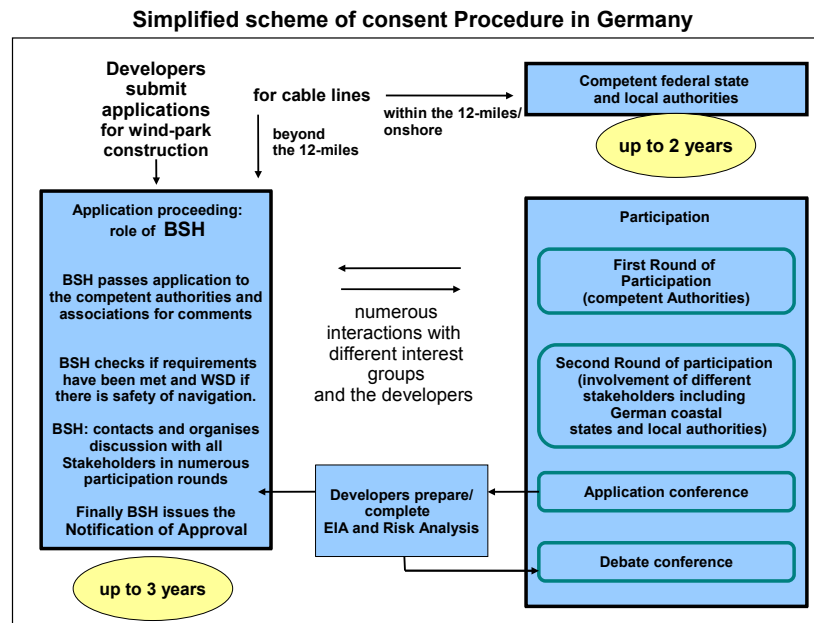 Simplified scheme of consent Procedure in Germany
Developers
submit
applications
for wind-park
construction
for cable lines
beyond
the 12-miles
within the 12-miles/
onshore
Competent federal state
and local authorities
up to 2 years
Application proceeding:
role of BSH
BSH passes application to
the competent authorities and
associations for comments
BSH checks if requirements
have been met and WSD if
there is safety of navigation.
BSH: contacts and organises
discussion with all
Stakeholders in numerous
participation rounds
Finally BSH issues the
Notification of Approval
up to 3 years
numerous
interactions with
different interest
groups
and the developers
Developers prepare/
complete
EIA and Risk Analysis
Participation
First Round of
Participation
(competent Authorities)
Second Round of participation
(involvement of different
stakeholders including
German coastal
states and local authorities)
Application conference
Debate conference